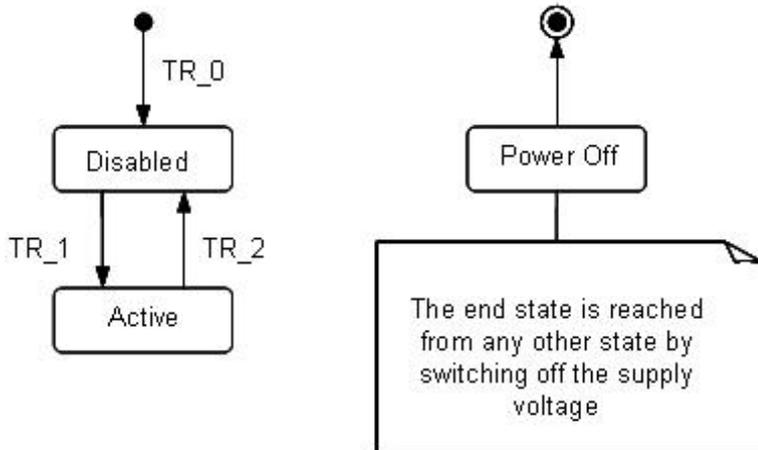 TR_0
Disabled
TR_1
TR_2
Active
Power Off
The end state is reached
from any other state by
switching off the supply
voltage